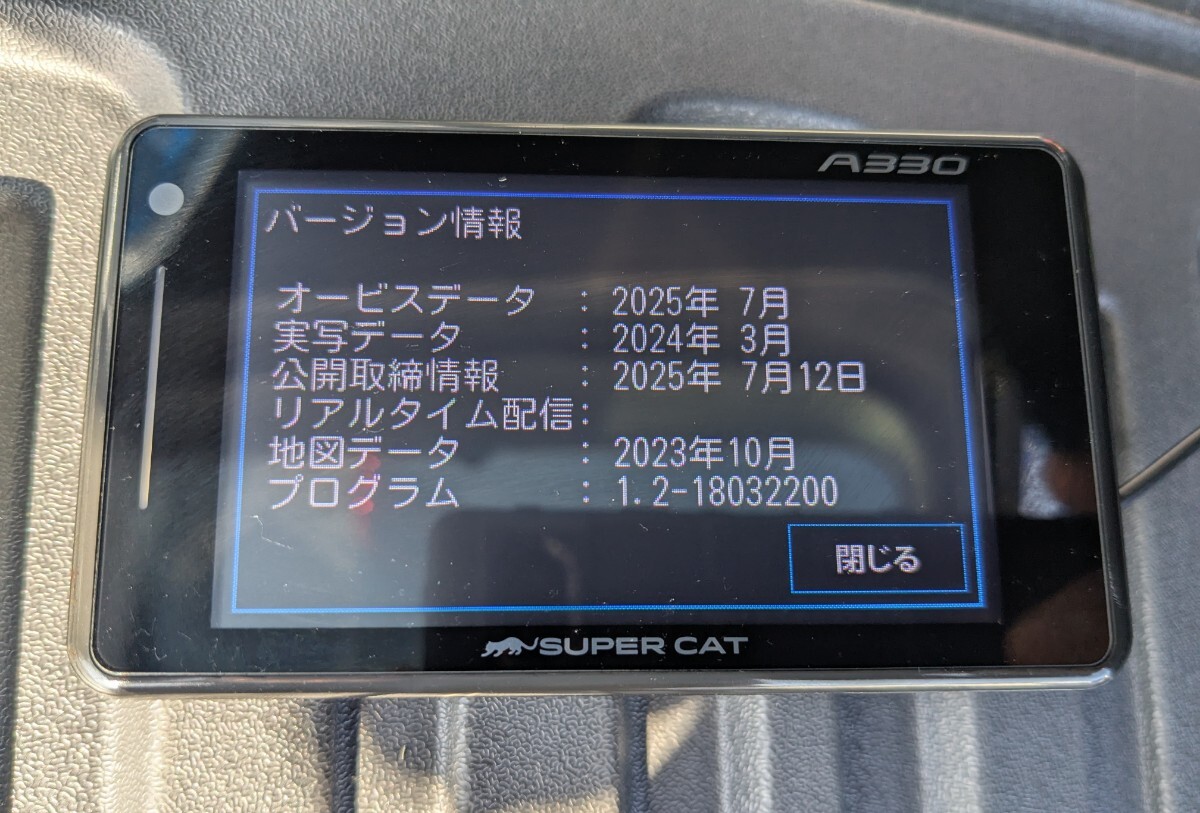 A330
バージョン情報
オービスデータ : 2025年 7月
実写データ : 2024年 3月
公開取締情報 : 2025年 7月12日
リアルタイム配信:
地図データ : 2023年10月
プログラム : 1.2-18032200
閉じる
SUPER CAT